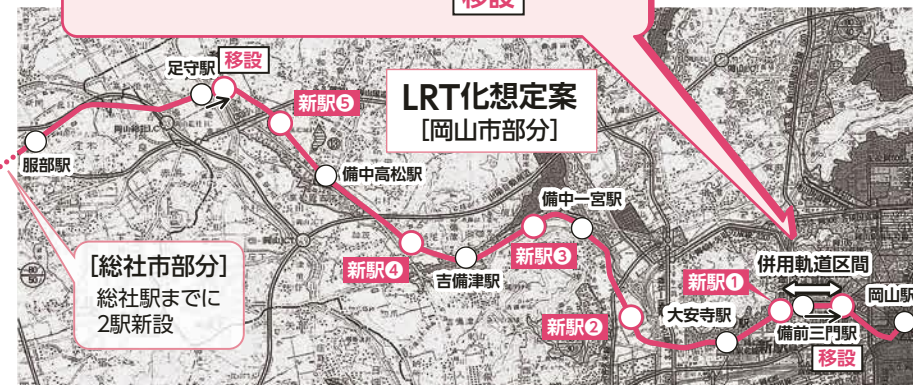 移設
足守駅
移設
LRT化想定案
[岡山市部分]
新駅❺
服部駅
備中高松駅
備中一宮駅
[総社市部分]
総社駅までに
2駅新設
新駅❹
吉備津駅
新駅❸
新駅❷
大安寺駅
新駅❶
併用軌道区間
岡山駅
備前三門駅
移設